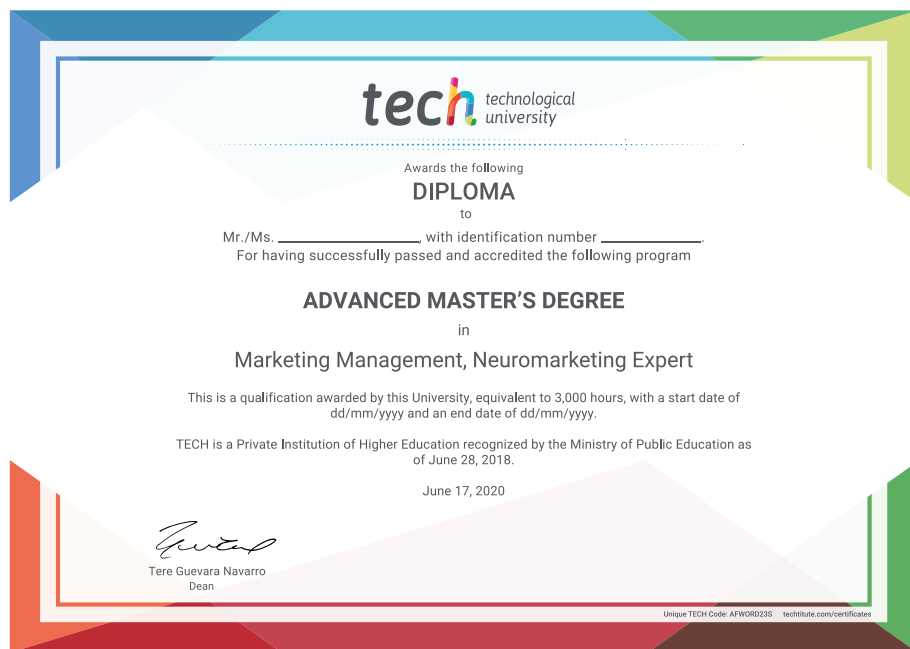 tech technological
university
Awards the following
DIPLOMA
to
Mr./Ms. ____________________, with identification number ______________.
For having successfully passed and accredited the following program
ADVANCED MASTER'S DEGREE
in
Marketing Management, Neuromarketing Expert
This is a qualification awarded by this University, equivalent to 3,000 hours, with a start date of
dd/mm/yyyy and an end date of dd/mm/yyyy.
TECH is a Private Institution of Higher Education recognized by the Ministry of Public Education as
of June 28, 2018.
June 17, 2020
Tere Guevara Navarro
Dean
Unique TECH Code: AFWORD23S techtitute.com/certificates